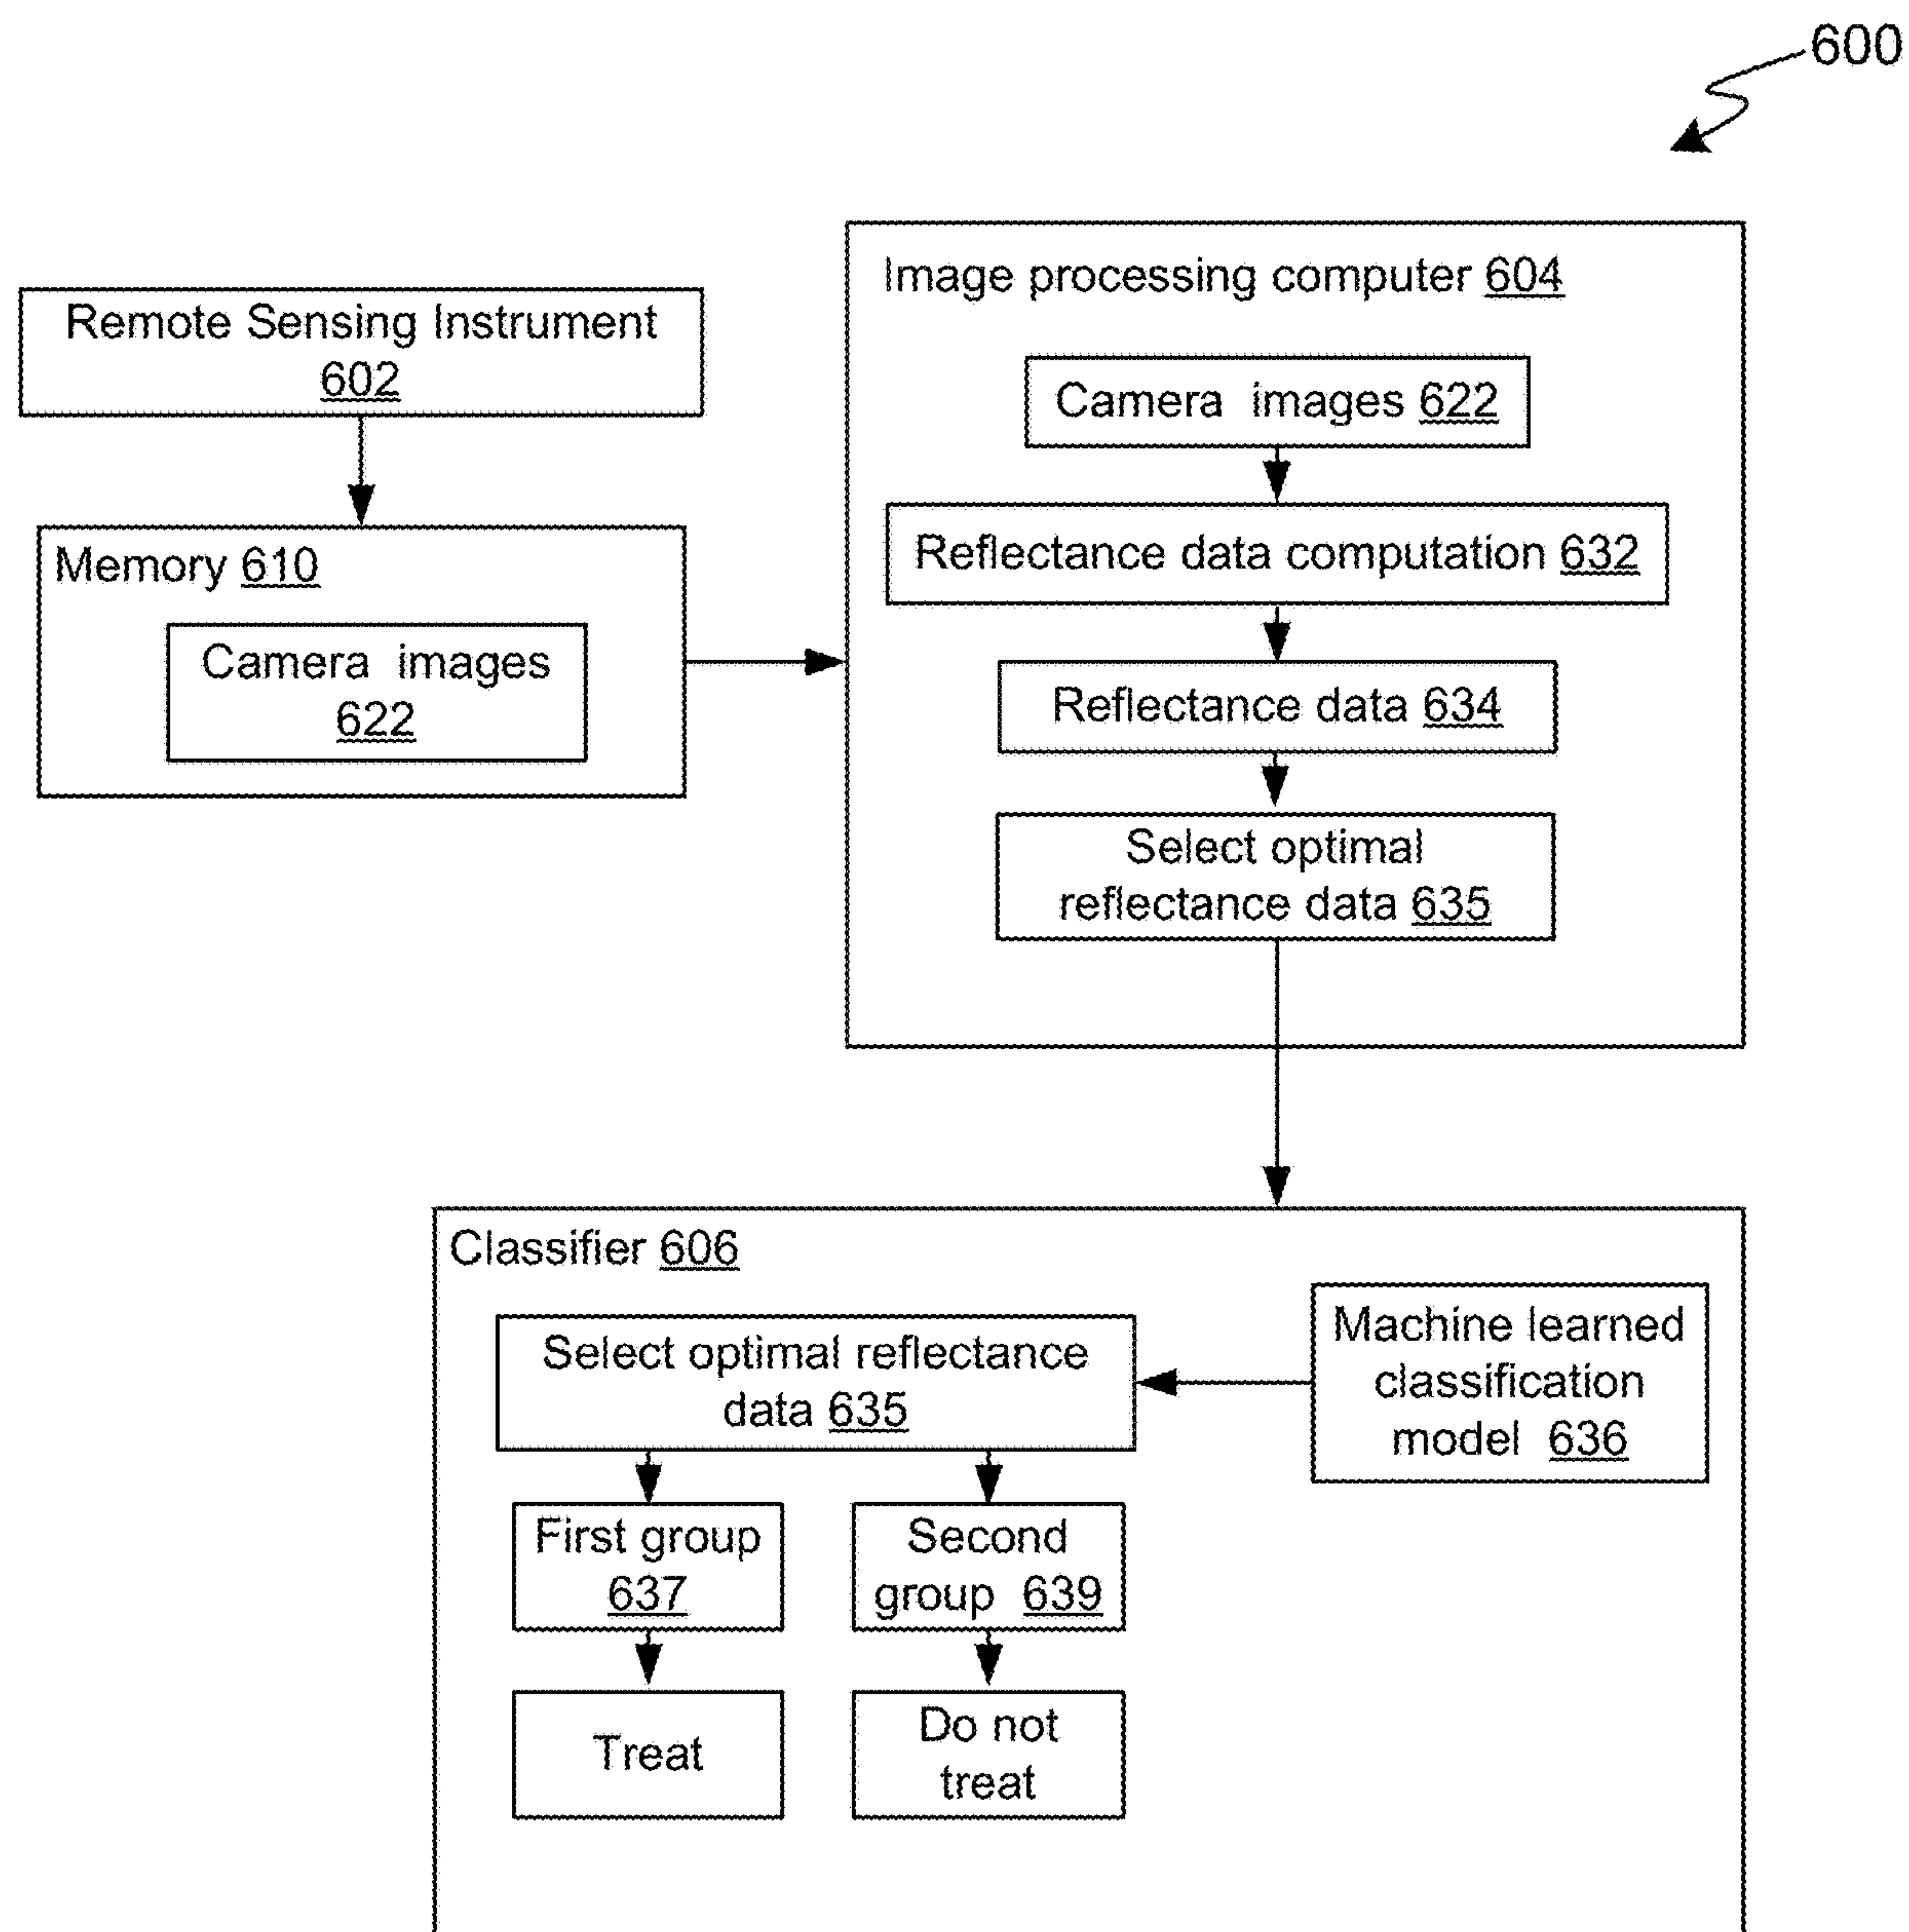 600
Remote Sensing Instrument
602
Memory 610
Camera images
622
Image processing computer 604
Camera images 622
Reflectance data computation 632
Reflectance data 634
Select optimal
reflectance data 635
Classifier 606
Select optimal reflectance
data 635
Machine learned
classification
model 636
First group
637
Second
group 639
Treat
Do not
treat